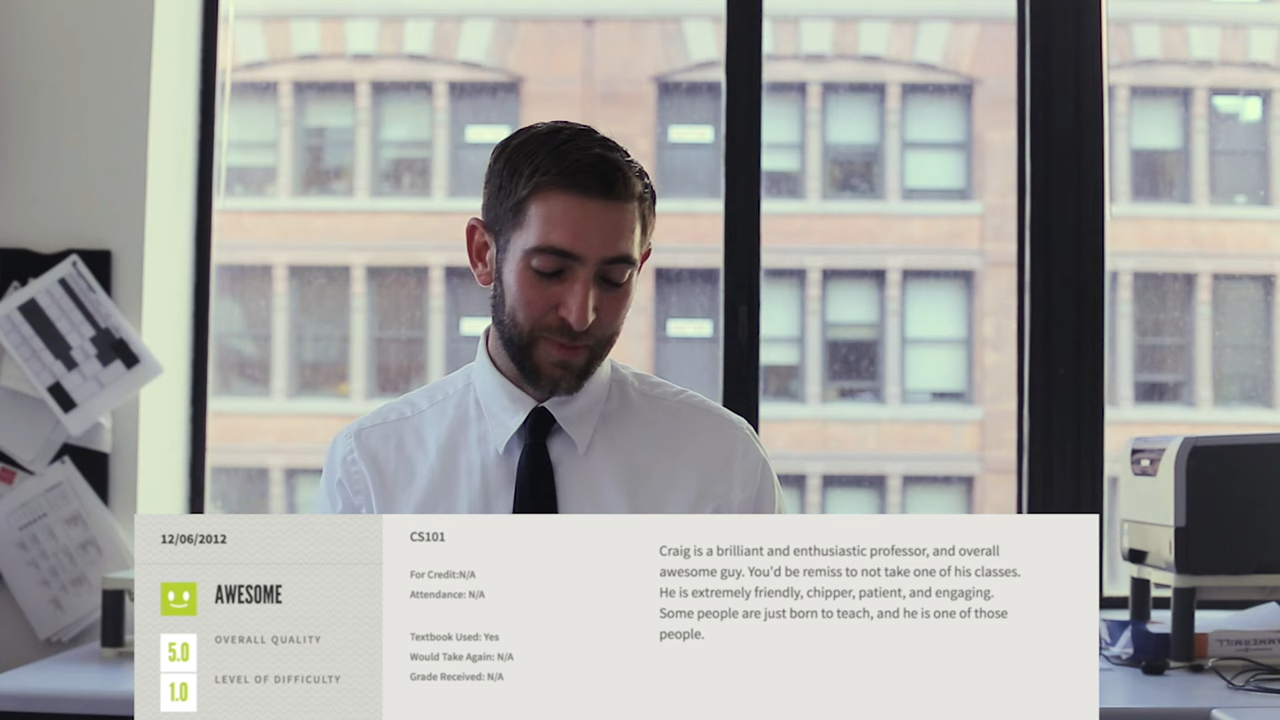 12/06/2012
AWESOME
5.0 OVERALL QUALITY
1.0 LEVEL OF DIFFICULTY
CS101
For Credit:N/A
Attendance: N/A
Textbook Used: Yes
Would Take Again: N/A
Grade Received: N/A
Craig is a brilliant and enthusiastic professor, and overall
awesome guy. You'd be remiss to not take one of his classes.
He is extremely friendly, chipper, patient, and engaging.
Some people are just born to teach, and he is one of those
people.